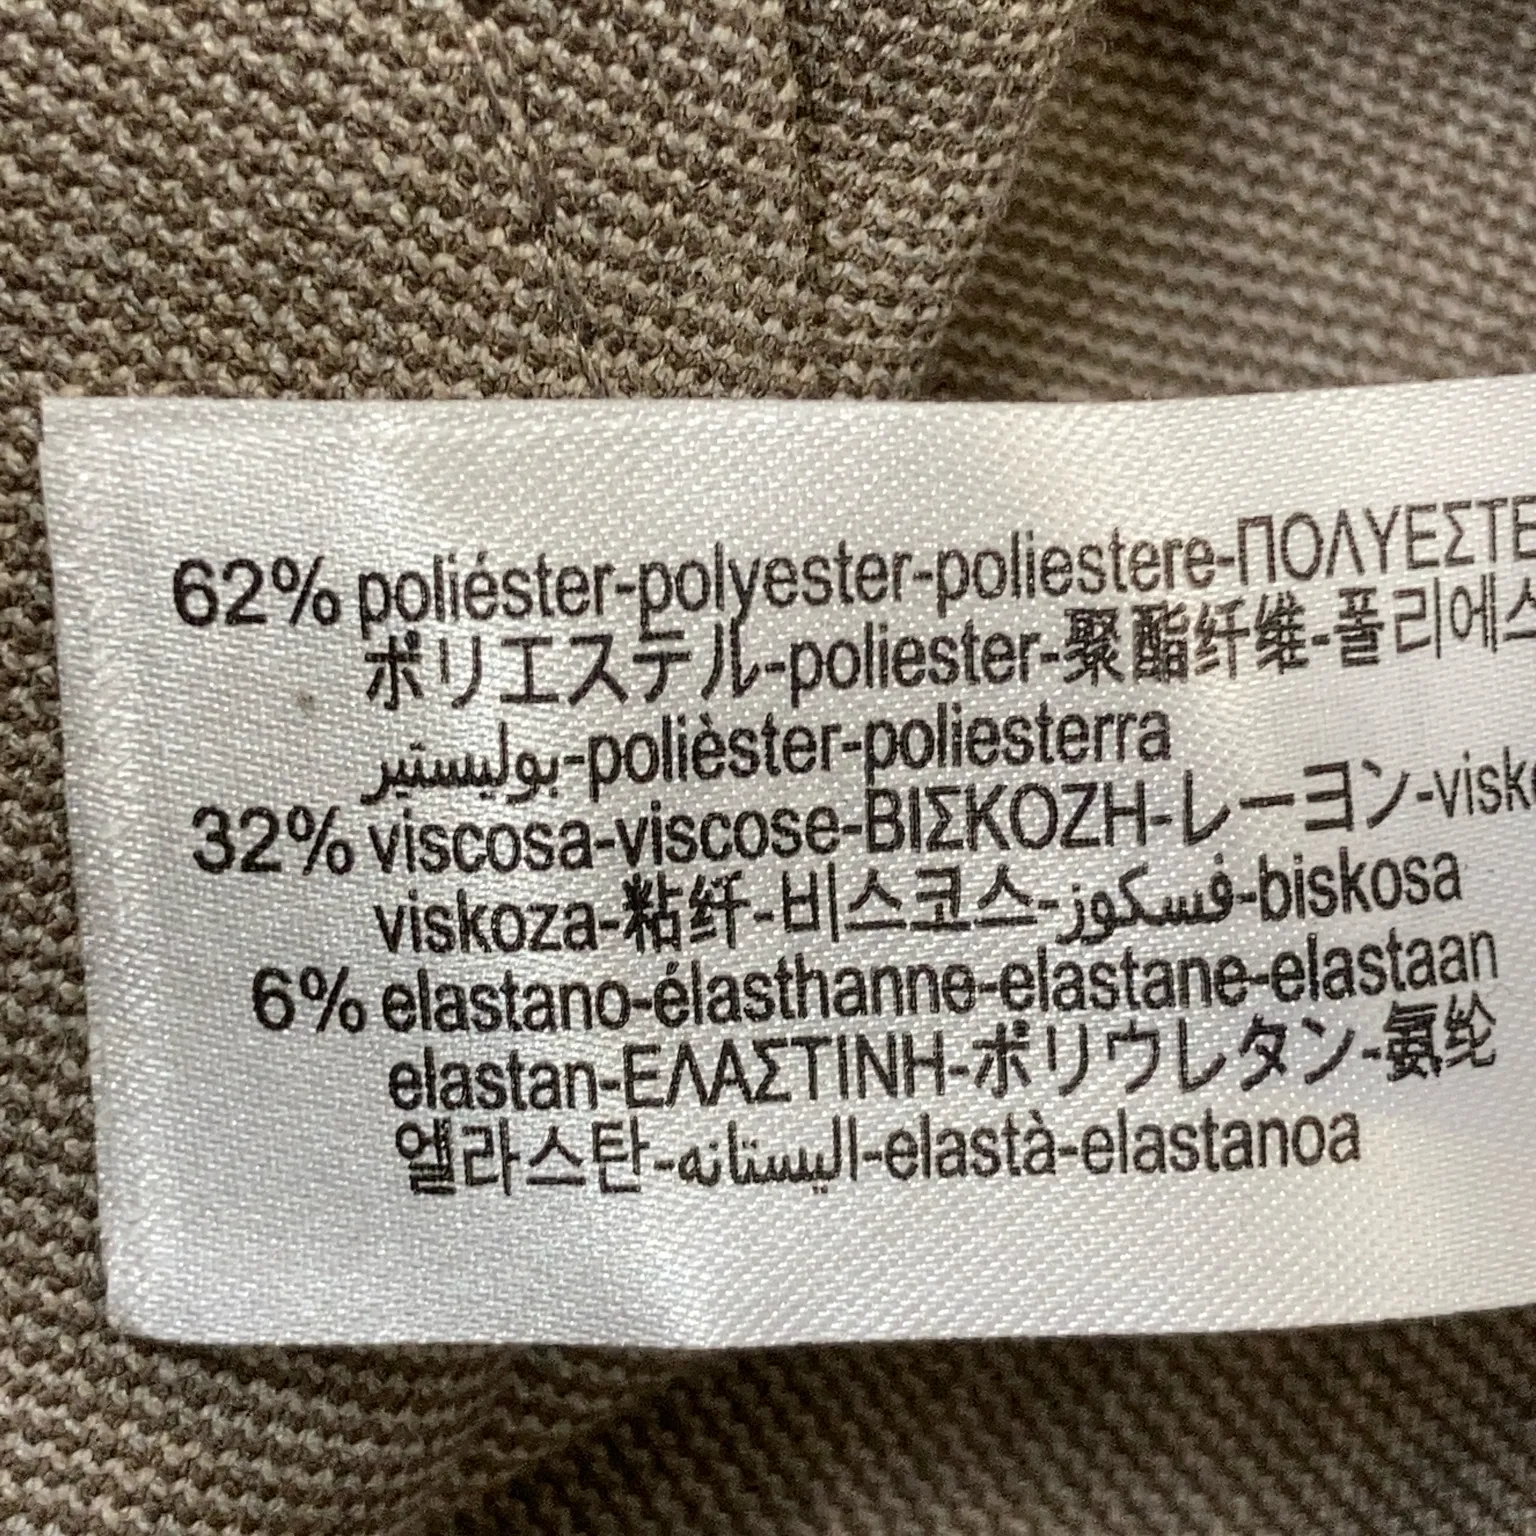 62% poliéster-polyester-poliestere-ΠΟΛΥΕΣΤΕ
ポリエステル-poliester-聚酯纤维-폴리에스
بوليستير-polièster-poliesterra
32% viscosa-viscose-ΒΙΣΚΟΖΗ-レーヨン-visk
viskoza-粘纤-비스코스-فسكوز-biskosa
6% elastano-élasthanne-elastane-elastaan
elastan-ΕΛΑΣΤΙΝΗ-ポリウレタン-氨纶
엘라스탄-اليستانه-elastà-elastanoa